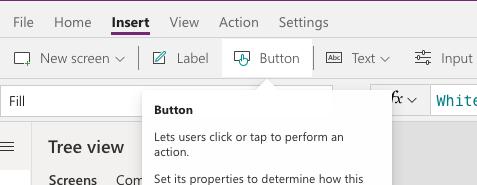 File Home Insert View Action Settings
New screen Label Button Text Input
Fill fx White
Button
Lets users click or tap to perform an
action.
Tree view
Set its properties to determine how this
Screens